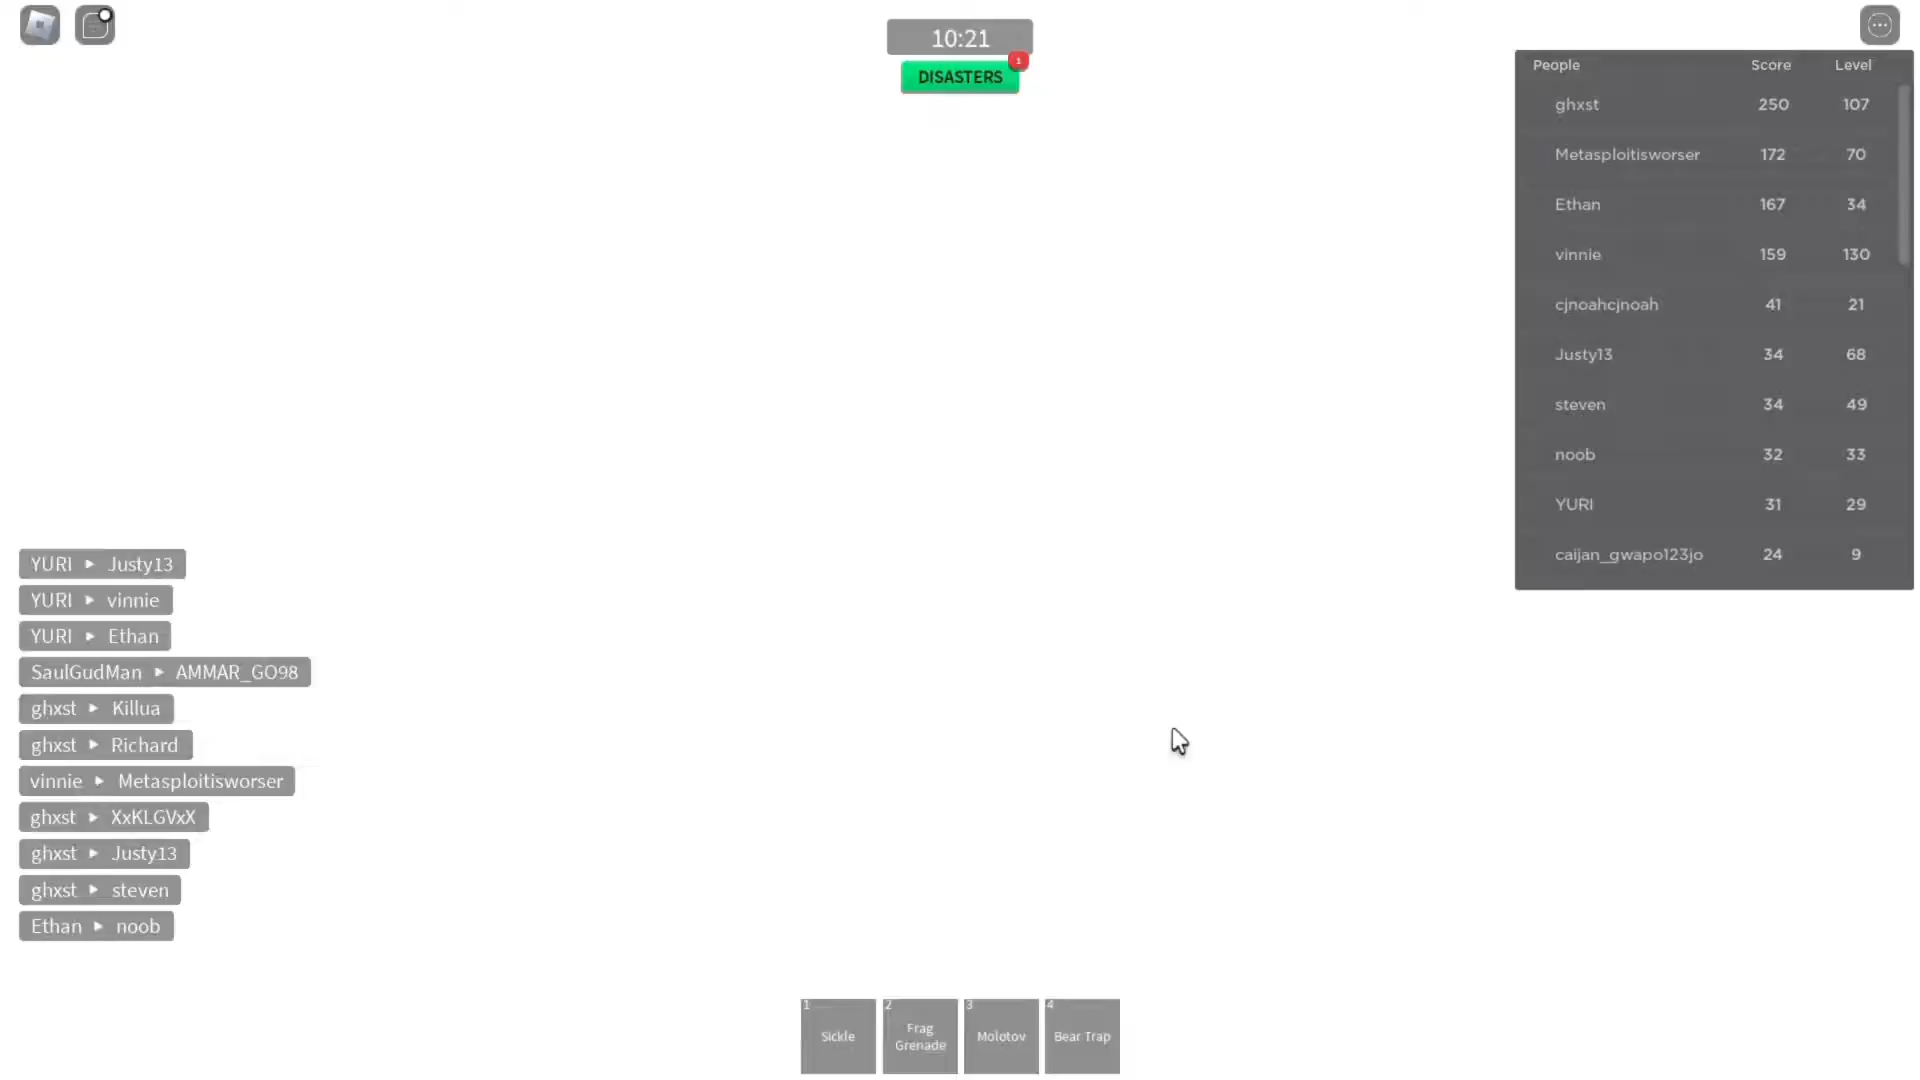 10:21
1
DISASTERS
People Score Level
ghxst 250 107
Metasploitisworser 172 70
Ethan 167 34
vinnie 159 130
cjnoahcjnoah 41 21
Justy13 34 68
steven 34 49
noob 32 33
YURI 31 29
caijan_gwapo123jo 24 9
YURI ▸ Justy13
YURI ▸ vinnie
YURI ▸ Ethan
SaulGudMan ▸ AMMAR_GO98
ghxst ▸ Killua
ghxst ▸ Richard
vinnie ▸ Metasploitisworser
ghxst ▸ XxKLGVxX
ghxst ▸ Justy13
ghxst ▸ steven
Ethan ▸ noob
1 2 3 4
Sickle
Frag
Grenade
Molotov
Bear Trap